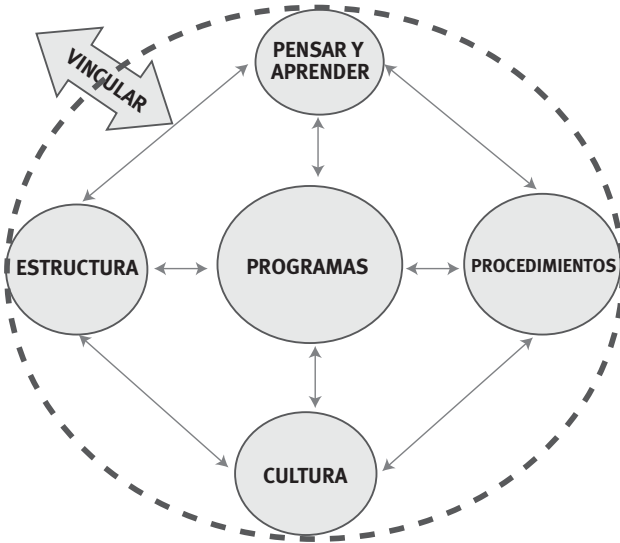 VINCULAR
PENSAR Y
APRENDER
ESTRUCTURA
PROGRAMAS
PROCEDIMIENTOS
CULTURA